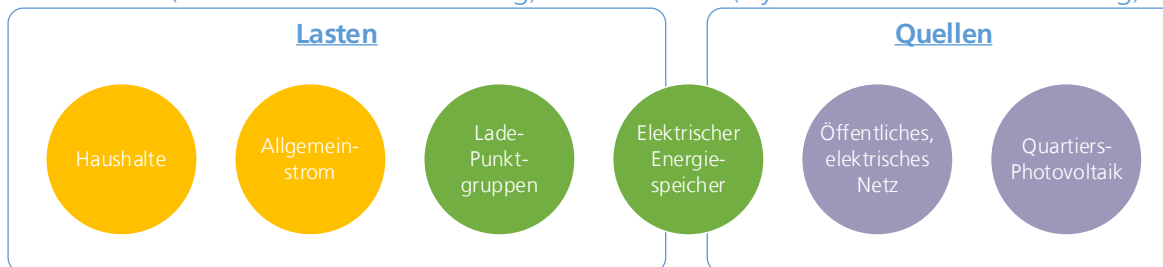 Lasten
Quellen
Haushalte
Allgemein-
strom
Lade-
Punkt-
gruppen
Elektrischer
Energie-
speicher
Öffentliches,
elektrisches
Netz
Quartiers-
Photovoltaik